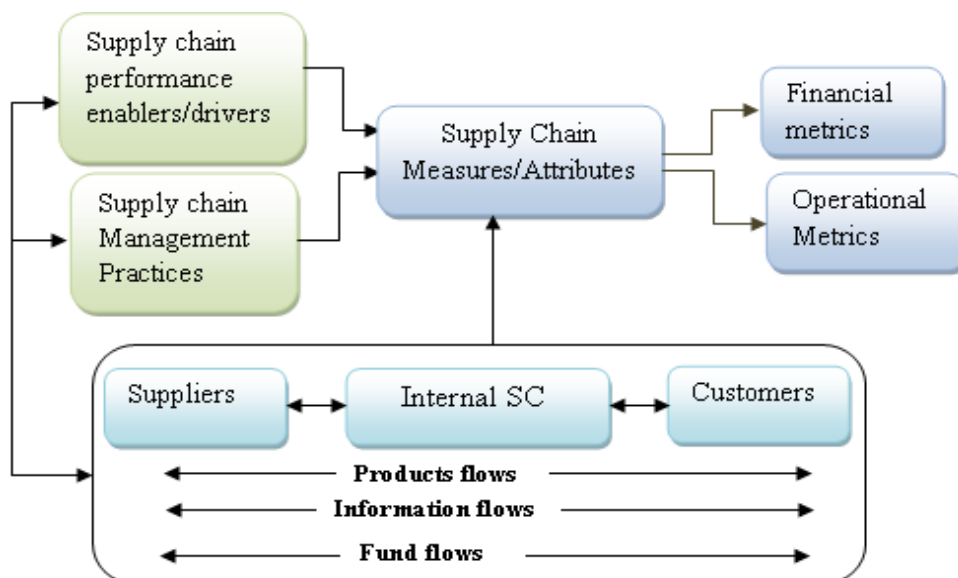 Supply chain
performance
enablers/drivers
Supply Chain
Measures/Attributes
Financial
metrics
Supply chain
Management
Practices
Operational
Metrics
Suppliers
Internal SC
Customers
Products flows
Information flows
Fund flows